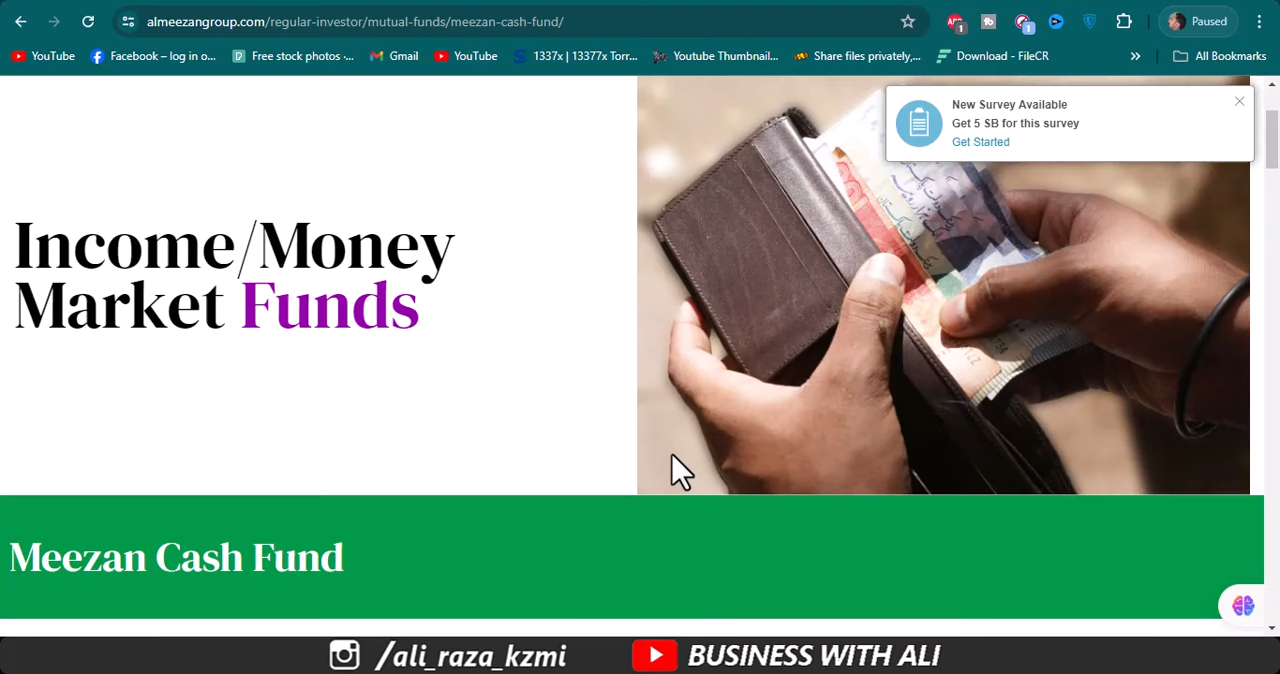 almeezangroup.com/regular-investor/mutual-funds/meezan-cash-fund/
Paused
YouTube
Facebook – log in o...
Free stock photos ·...
Gmail
YouTube
1337x | 13377x Torr...
Youtube Thumbnail...
Share files privately,...
Download - FileCR
»
All Bookmarks
New Survey Available
Get 5 SB for this survey
Get Started
Income/Money
Market Funds
Meezan Cash Fund
/ali_raza_kzmi
BUSINESS WITH ALI